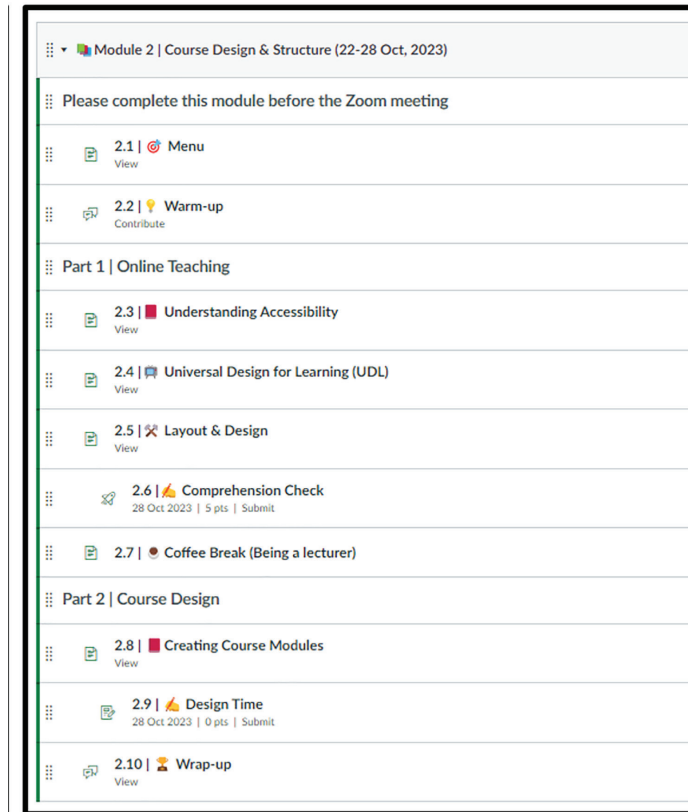 Module 2 | Course Design & Structure (22-28 Oct, 2023)
Please complete this module before the Zoom meeting
2.1 | 🎯 Menu
View
2.2 | 💡 Warm-up
Contribute
Part 1 | Online Teaching
2.3 | 📕 Understanding Accessibility
View
2.4 | 📺 Universal Design for Learning (UDL)
View
2.5 | ⚒️ Layout & Design
View
2.6 | ✍️ Comprehension Check
28 Oct 2023 | 5 pts | Submit
2.7 | ☕ Coffee Break (Being a lecturer)
Part 2 | Course Design
2.8 | 📕 Creating Course Modules
View
2.9 | ✍️ Design Time
28 Oct 2023 | 0 pts | Submit
2.10 | 🏆 Wrap-up
View